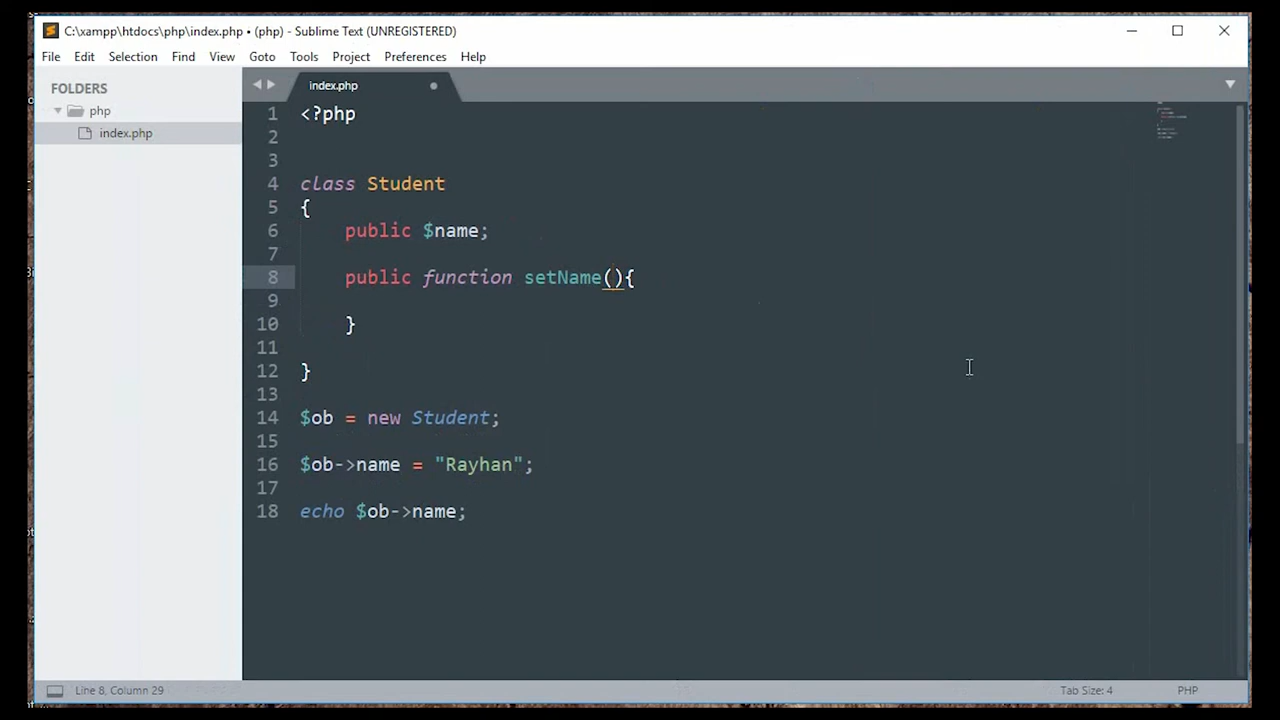 C:\xampp\htdocs\php\index.php • (php) - Sublime Text (UNREGISTERED)
File Edit Selection Find View Goto Tools Project Preferences Help
FOLDERS
php
index.php
index.php
1 <?php
2
3
4 class Student
5 {
6 public $name;
7
8 public function setName(){
9
10 }
11
12 }
13
14 $ob = new Student;
15
16 $ob->name = "Rayhan";
17
18 echo $ob->name;
Line 8, Column 29
Tab Size: 4
PHP